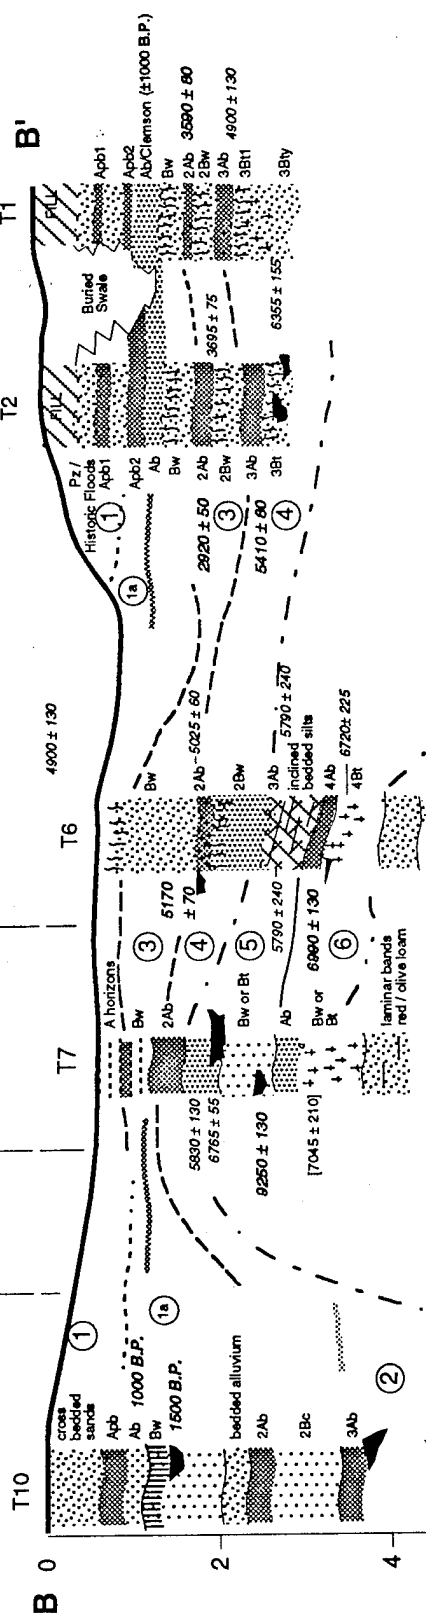 B
B'
T10
T7
T6
T2
T1
0
2
4
cross
bedded
sands
Apb
Ab 1000 B.P.
Bw
1500 B.P.
bedded alluvium
2Ab
2Bc
3Ab
1
1a
2
A horizons
Bw
2Ab
5830 ± 130
6765 ± 55
Bw or Bt
9250 ± 130
Ab
[7045 ± 210]
Bw or
Bt
laminar bands
red / olive loam
3
4
5
6
5170
± 70
5790 ± 240
6990 ± 130
4900 ± 130
Bw
2Ab
5025 ± 60
2Bw
3Ab
5790 ± 240
inclined
bedded silts
4Ab
6720 ± 225
4Bt
1
1a
3
4
2920 ± 50
5410 ± 80
FILL
Pz /
Historic Floods
Apb1
Apb2
Ab
Bw
2Ab
2Bw
3Ab
3Bt
Buried
Swale
3695 ± 75
6355 ± 155
FILL
Apb1
Apb2
Ab/Clemson (±1000 B.P.)
Bw
2Ab 3590 ± 80
2Bw
3Ab 4900 ± 130
3Bt1
3Bty